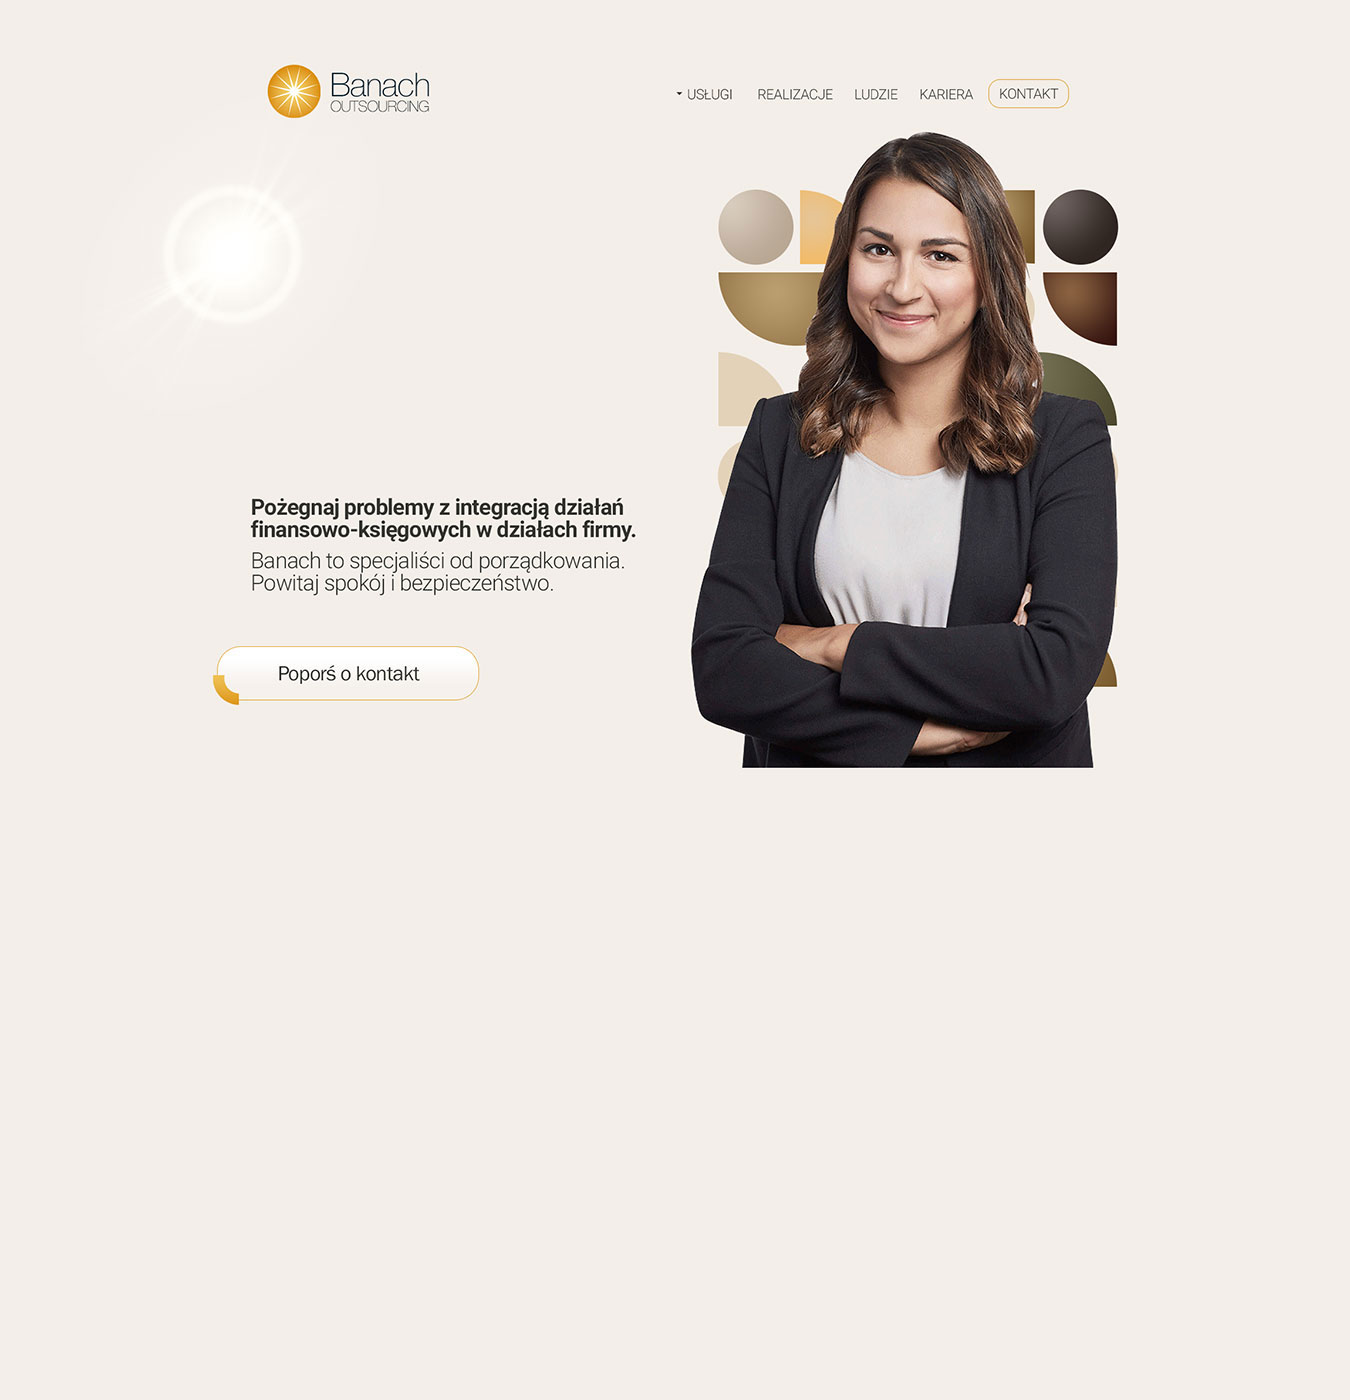 Banach
OUTSOURCING
USŁUGI
REALIZACJE
LUDZIE
KARIERA
KONTAKT
Pożegnaj problemy z integracją działań
finansowo-księgowych w działach firmy.
Banach to specjaliści od porządkowania.
Powitaj spokój i bezpieczeństwo.
Poporś o kontakt